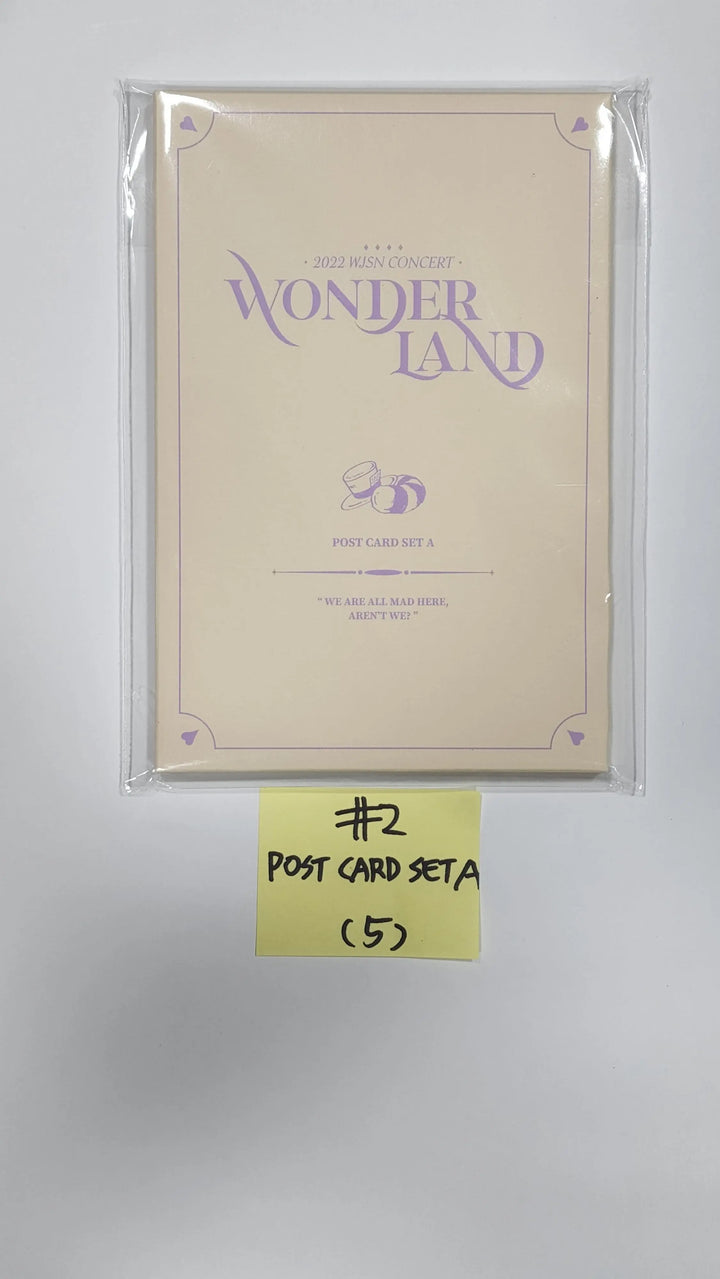 · 2022 WJSN CONCERT ·
WONDER
LAND
POST CARD SET A
" WE ARE ALL MAD HERE,
AREN'T WE? "
#2
POST CARD SET A
(5)